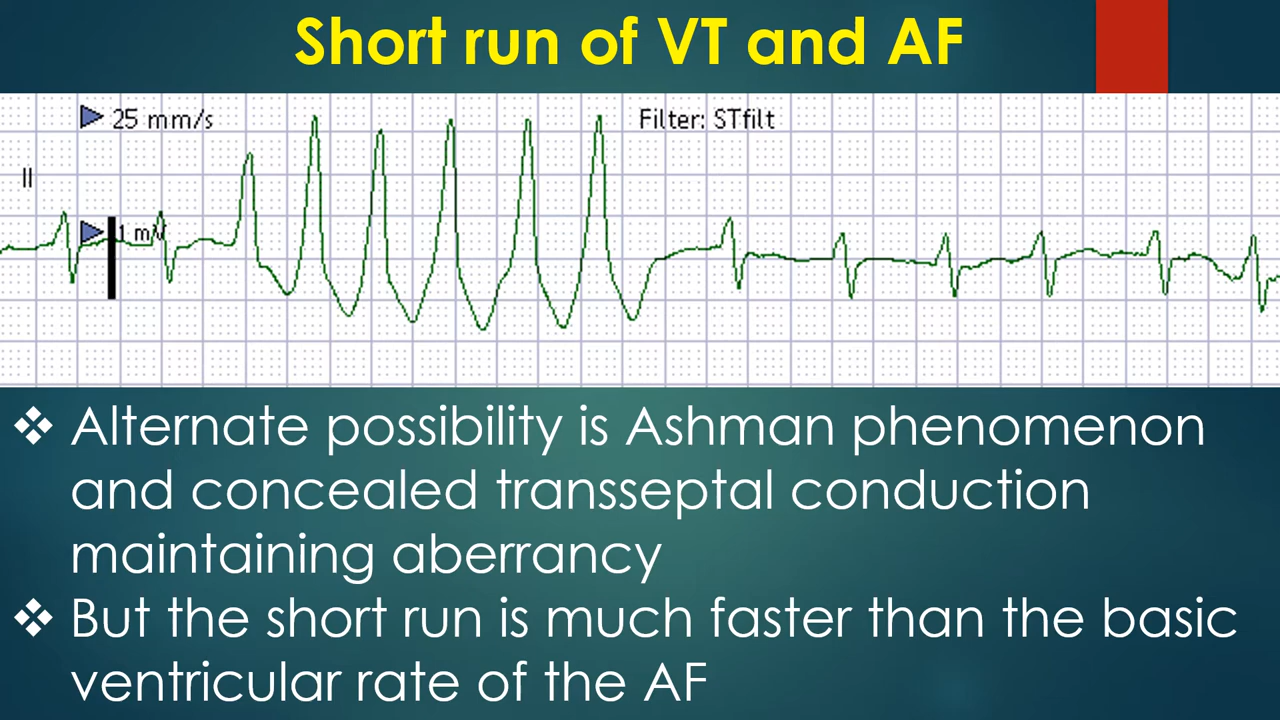 Short run of VT and AF
25 mm/s
Filter: STfilt
II
1 mV
❖ Alternate possibility is Ashman phenomenon
and concealed transseptal conduction
maintaining aberrancy
❖ But the short run is much faster than the basic
ventricular rate of the AF